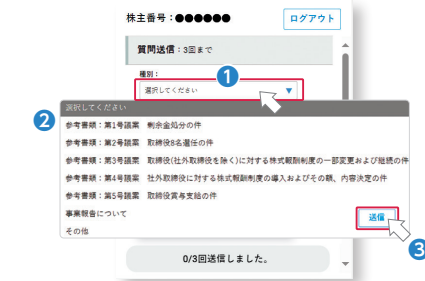 株主番号：●●●●●●
ログアウト
質問送信：3回まで
種別：
1
選択してください ▼
2
選択してください
参考書類：第1号議案 剰余金処分の件
参考書類：第2号議案 取締役8名選任の件
参考書類：第3号議案 取締役(社外取締役を除く)に対する株式報酬制度の一部変更および継続の件
参考書類：第4号議案 社外取締役に対する株式報酬制度の導入およびその額、内容決定の件
参考書類：第5号議案 取締役賞与支給の件
事業報告について
送信
その他
3
0/3回送信しました。